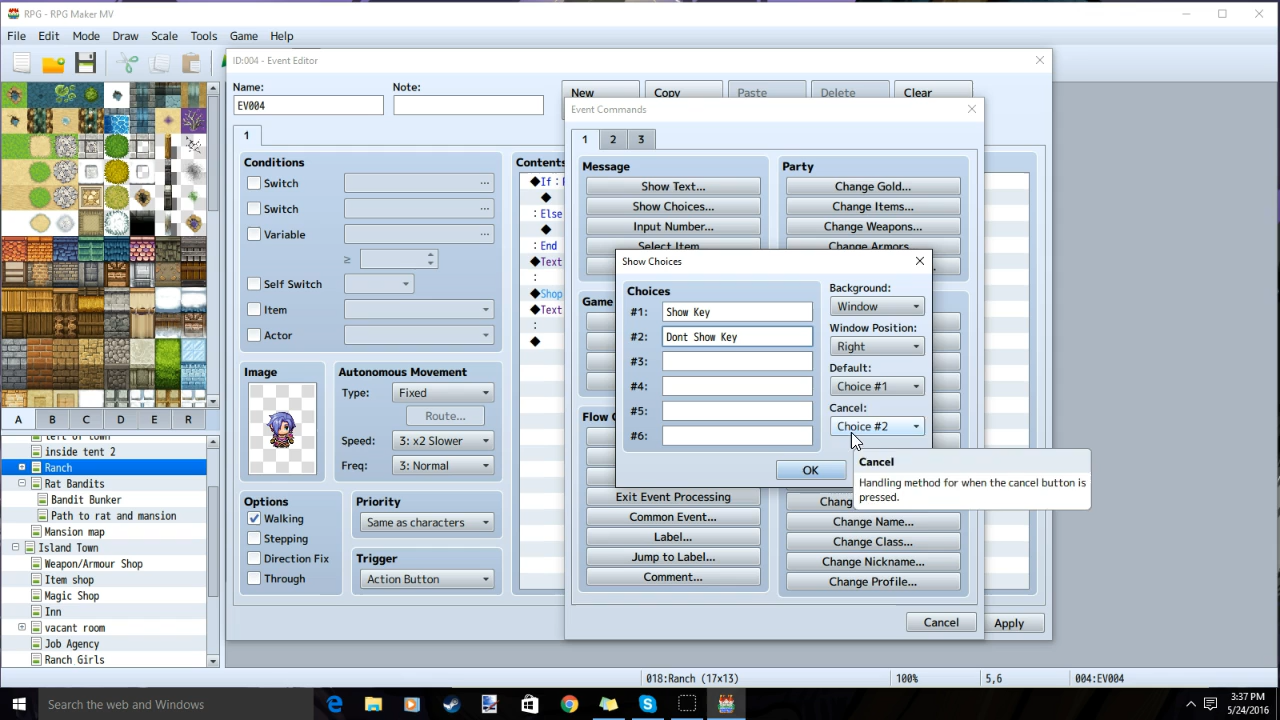 RPG - RPG Maker MV
File Edit Mode Draw Scale Tools Game Help
ID:004 - Event Editor
Name:
Note:
EV004
New Copy Paste Delete Clear
1
Conditions
Switch ...
Switch ...
Variable ...
≥
Self Switch
Item
Actor
Image
Autonomous Movement
Type: Fixed
Route...
Speed: 3: x2 Slower
Freq: 3: Normal
Options
Walking
Stepping
Direction Fix
Through
Priority
Same as characters
Trigger
Action Button
Contents
◆If :
◆
: Else
◆
: End
◆Text
:
◆Shop
◆Text
:
◆
Event Commands
1 2 3
Message
Show Text...
Show Choices...
Input Number...
Select Item
Party
Change Gold...
Change Items...
Change Weapons...
Change Armors
Game
Flow
Exit Event Processing
Common Event...
Label...
Jump to Label...
Comment...
Chang
Change Name...
Change Class...
Change Nickname...
Change Profile...
Cancel
Apply
Show Choices
Choices
#1: Show Key
#2: Dont Show Key
#3:
#4:
#5:
#6:
Background:
Window
Window Position:
Right
Default:
Choice #1
Cancel:
Choice #2
OK
Cancel
Handling method for when the cancel button is
pressed.
A B C D E R
left of town
inside tent 2
Ranch
Rat Bandits
Bandit Bunker
Path to rat and mansion
Mansion map
Island Town
Weapon/Armour Shop
Item shop
Magic Shop
Inn
vacant room
Job Agency
Ranch Girls
018:Ranch (17×13)
100%
5,6
004:EV004
Search the web and Windows
3:37 PM
5/24/2016